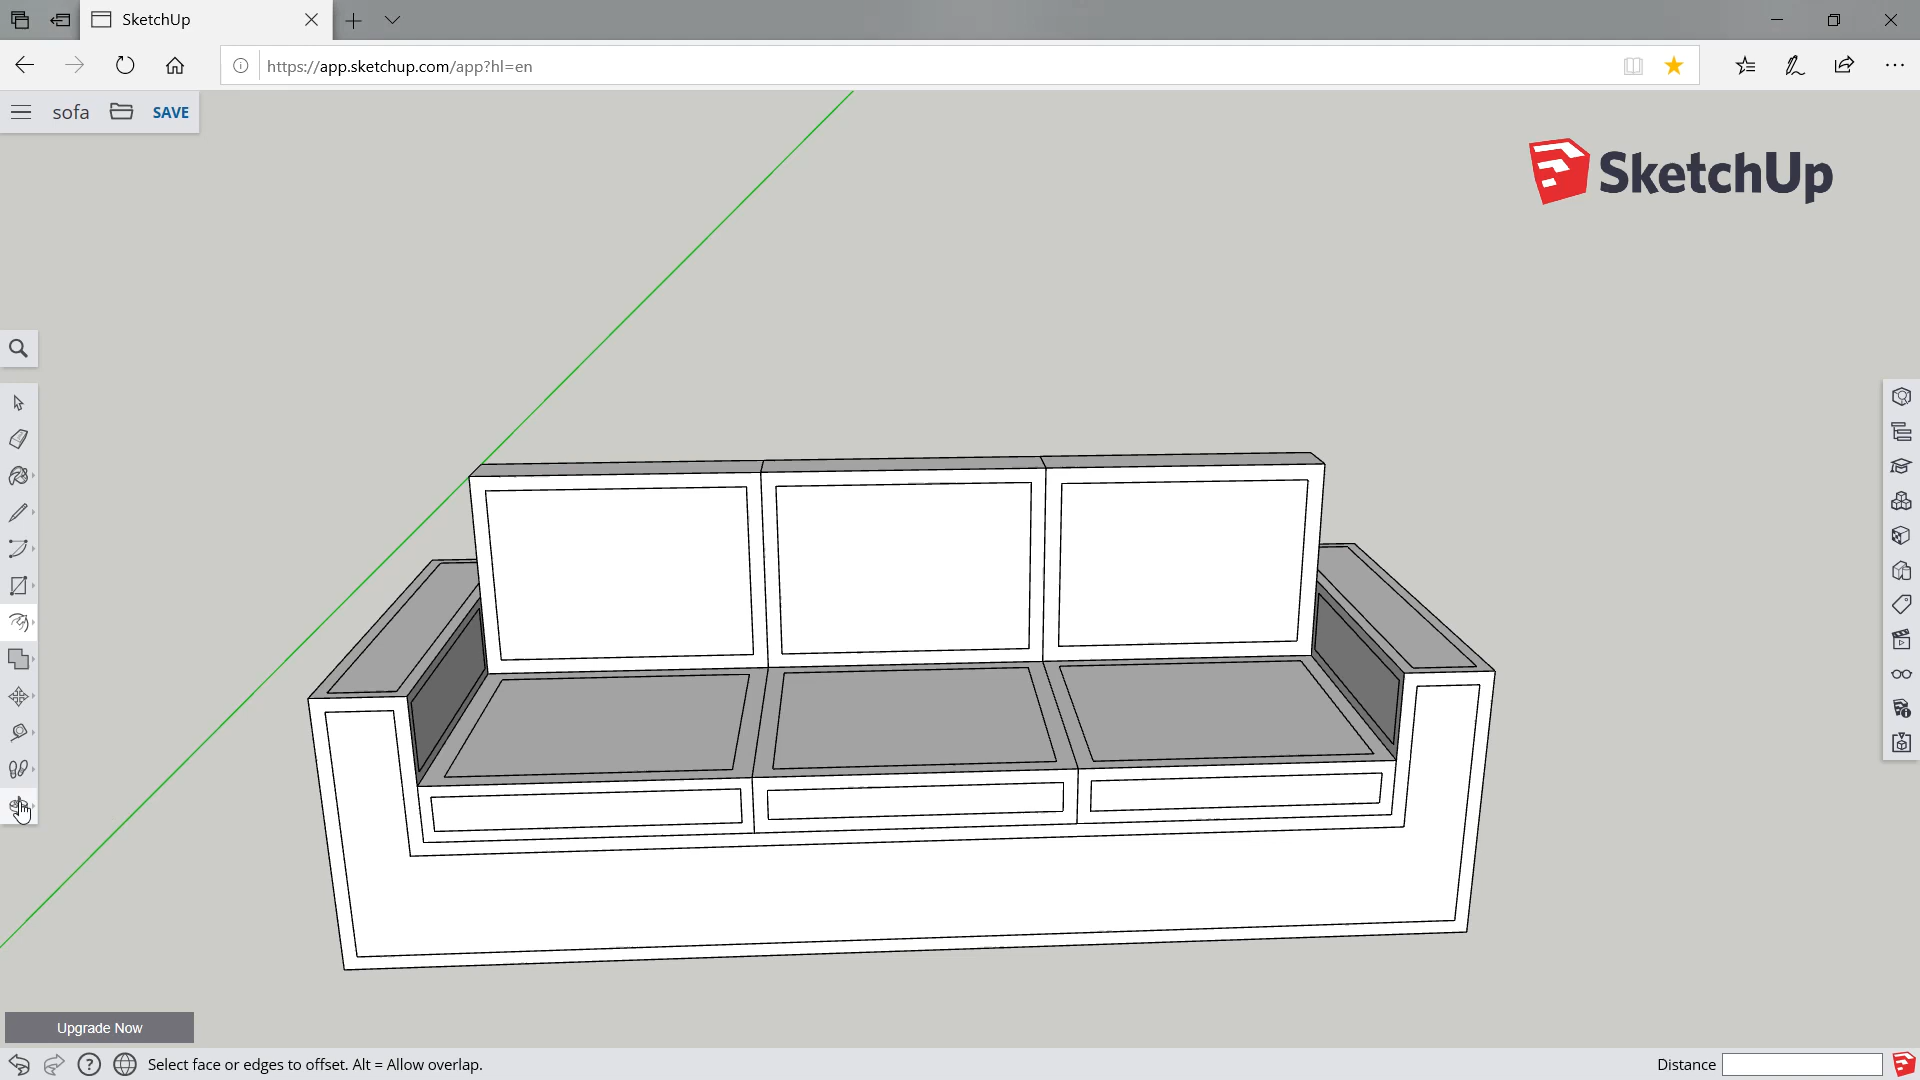 SketchUp
https://app.sketchup.com/app?hl=en
sofa
SAVE
SketchUp
Upgrade Now
Select face or edges to offset. Alt = Allow overlap.
Distance